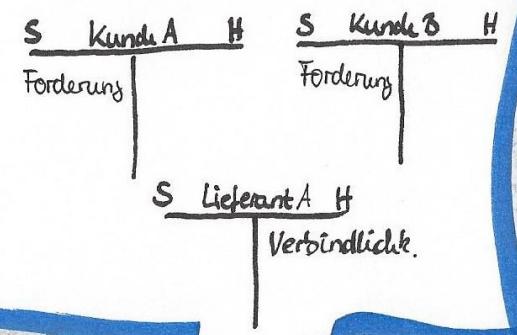 S Kunde A H
S Kunde B H
Forderung
Forderung
S Lieferant A H
Verbindlichk.